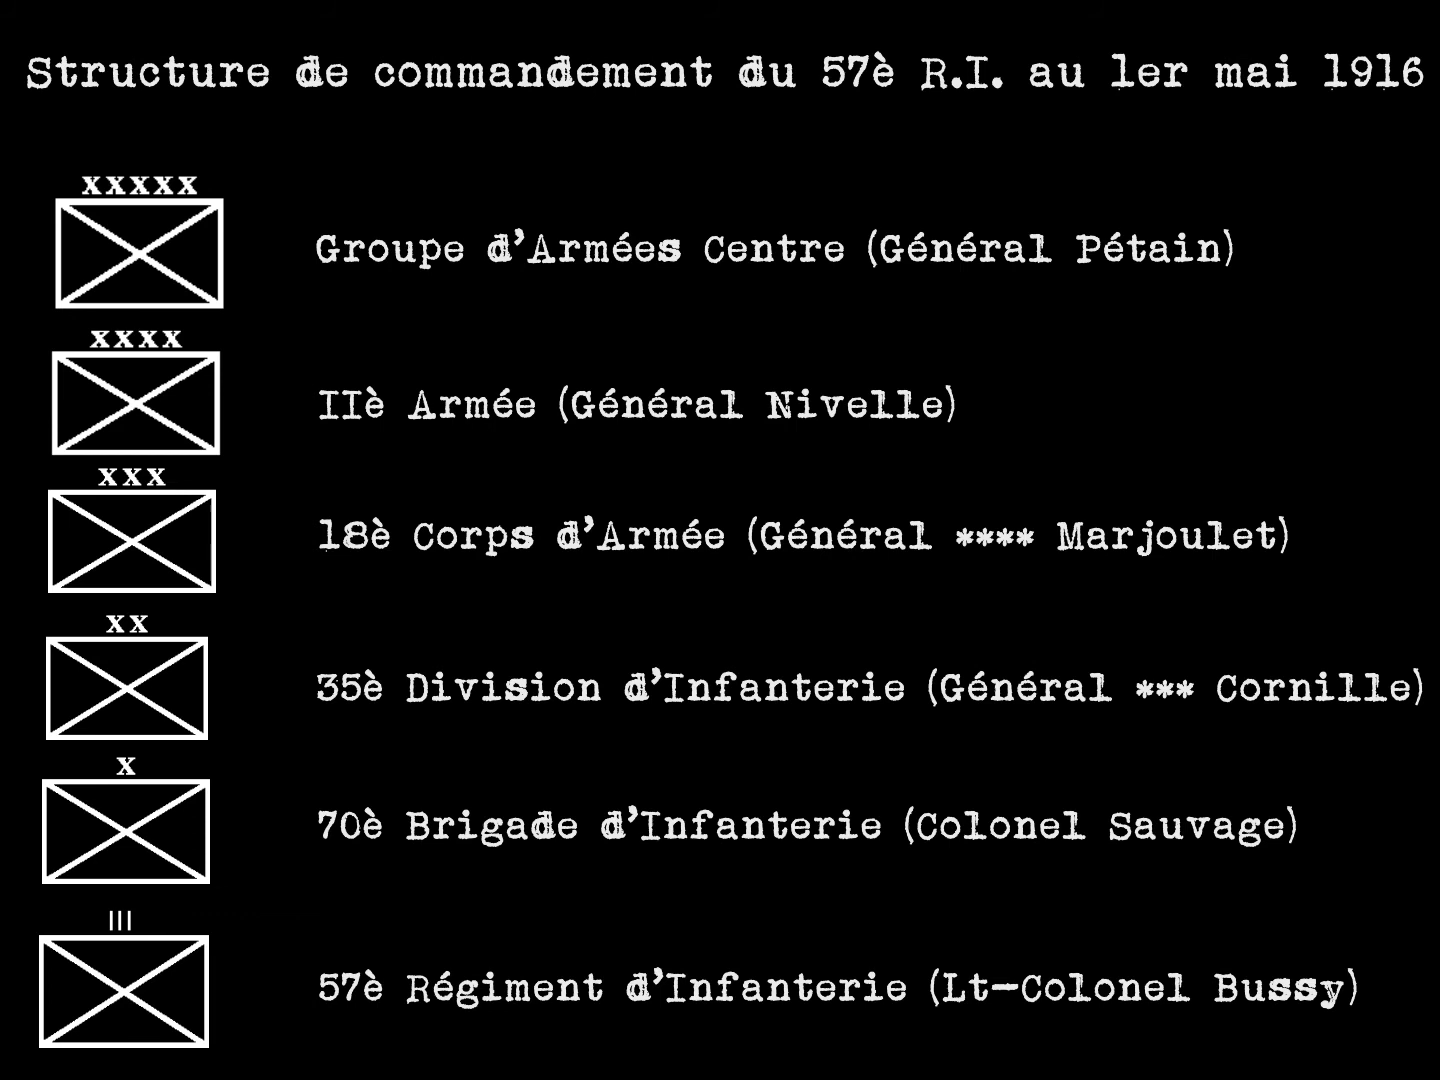 Structure de commandement du 57è R.I. au 1er mai 1916
xxxxx
Groupe d'Armées Centre (Général Pétain)
xxxx
IIè Armée (Général Nivelle)
xxx
18è Corps d'Armée (Général **** Marjoulet)
xx
35è Division d'Infanterie (Général *** Cornille)
x
70è Brigade d'Infanterie (Colonel Sauvage)
III
57è Régiment d'Infanterie (Lt-Colonel Bussy)